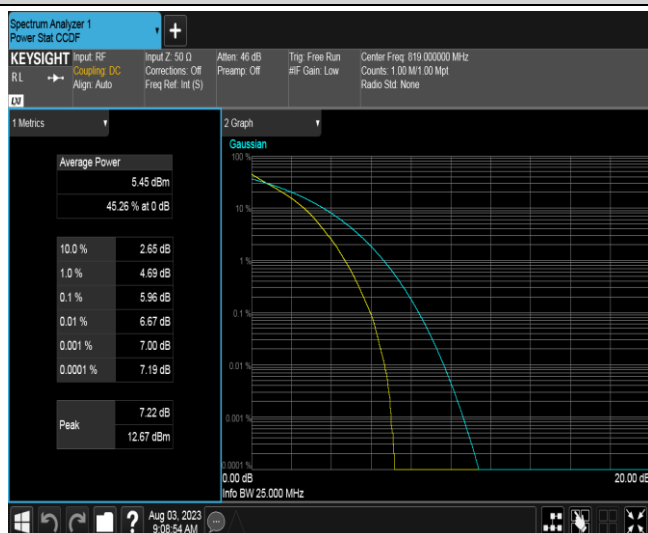 Spectrum Analyzer 1
Power Stat CCDF
KEYSIGHT
R L
LXI
Input: RF
Coupling: DC
Align: Auto
Input Z: 50 Ω
Corrections: Off
Freq Ref: Int (S)
Atten: 46 dB
Preamp: Off
Trig: Free Run
#IF Gain: Low
Center Freq: 819.000000 MHz
Counts: 1.00 M/1.00 Mpt
Radio Std: None
1 Metrics
Average Power
5.45 dBm
45.26 % at 0 dB
10.0 % 2.65 dB
1.0 % 4.69 dB
0.1 % 5.96 dB
0.01 % 6.67 dB
0.001 % 7.00 dB
0.0001 % 7.19 dB
Peak
7.22 dB
12.67 dBm
2 Graph
Gaussian
100 %
10 %
1 %
0.1 %
0.01 %
0.001 %
0.0001 %
0.00 dB 20.00 dB
Info BW 25.000 MHz
?
Aug 03, 2023
9:08:54 AM